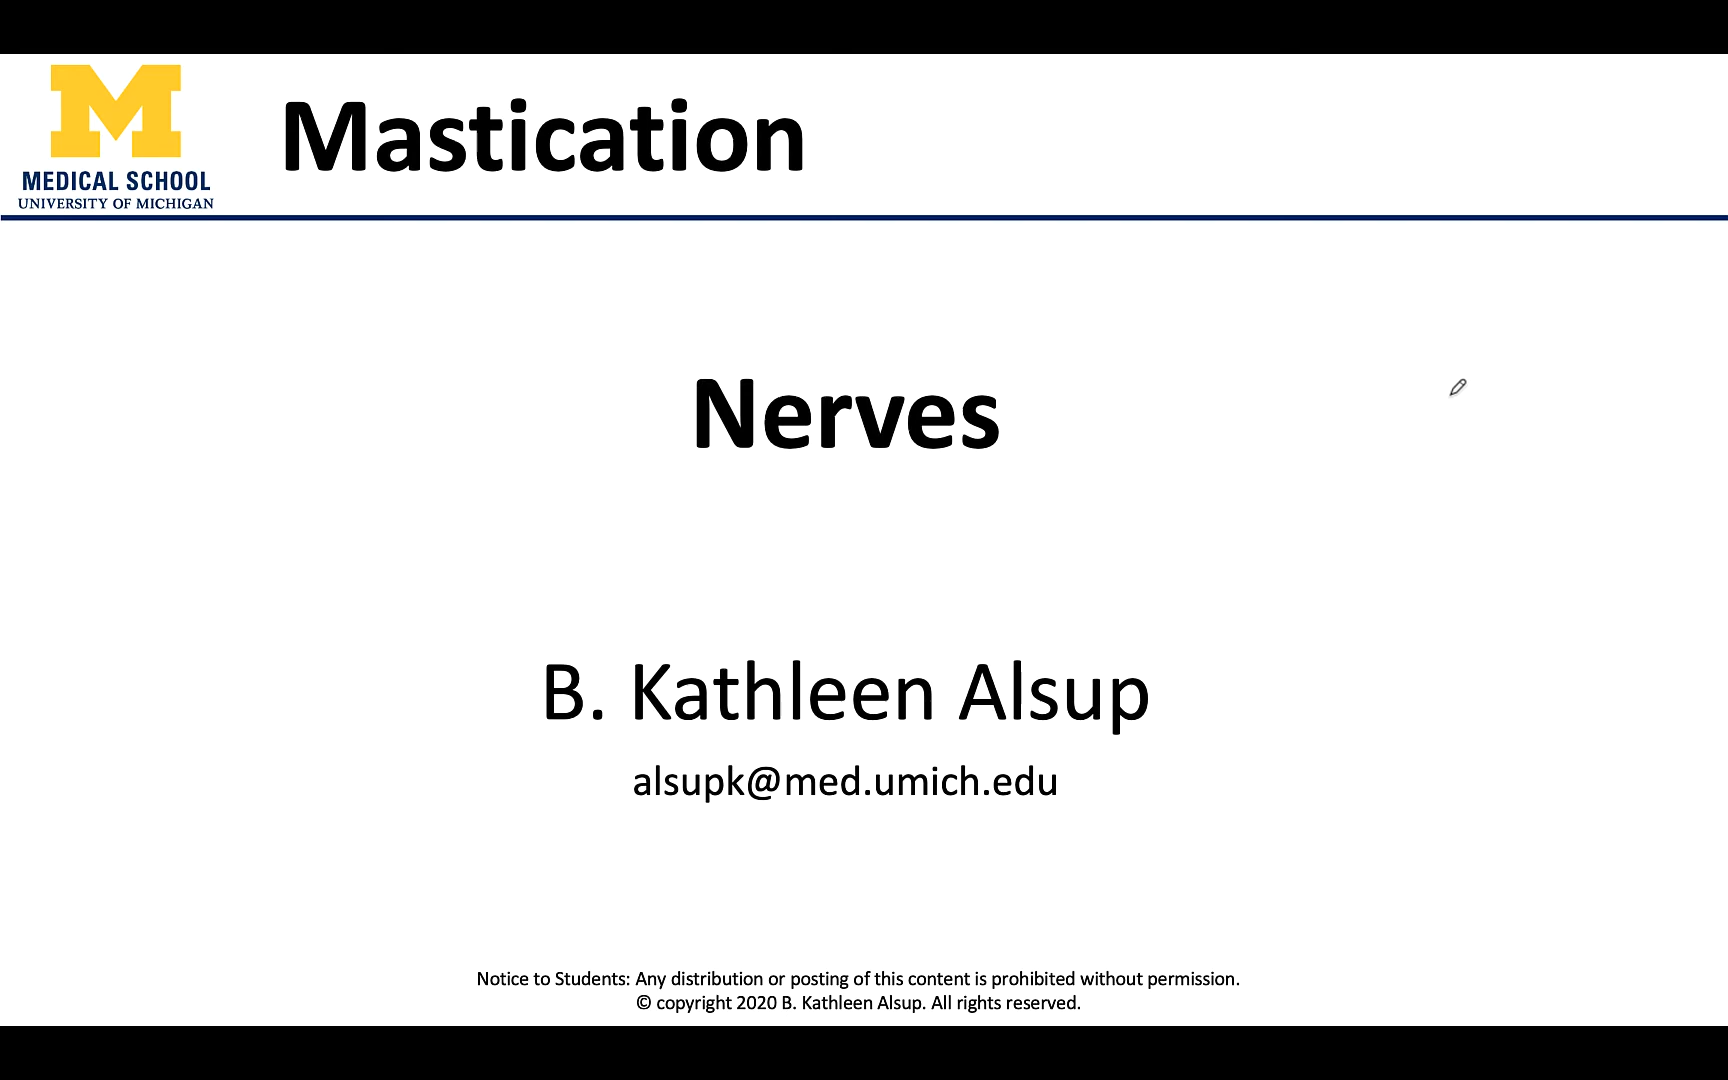 M
MEDICAL SCHOOL
UNIVERSITY OF MICHIGAN
Mastication
Nerves
B. Kathleen Alsup
alsupk@med.umich.edu
Notice to Students: Any distribution or posting of this content is prohibited without permission.
© copyright 2020 B. Kathleen Alsup. All rights reserved.